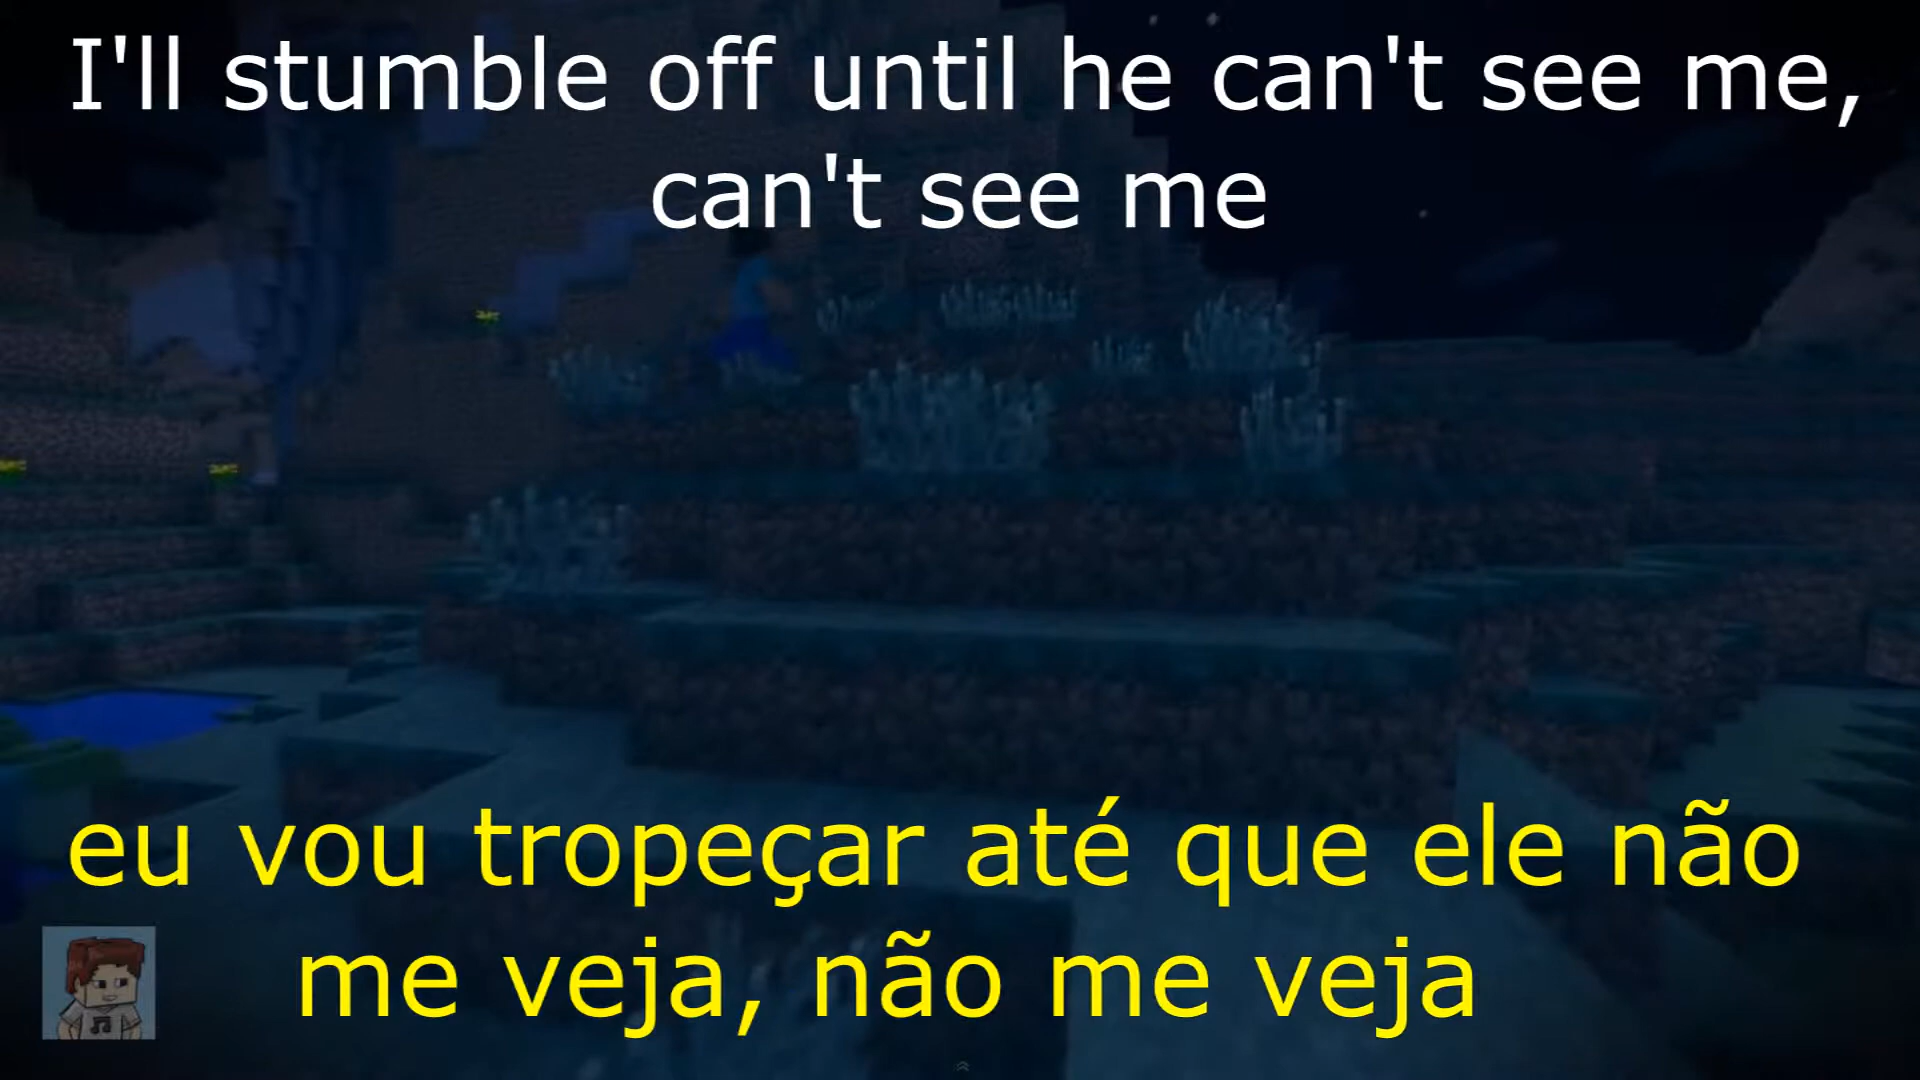 I'll stumble off until he can't see me,
can't see me
eu vou tropeçar até que ele não
me veja, não me veja